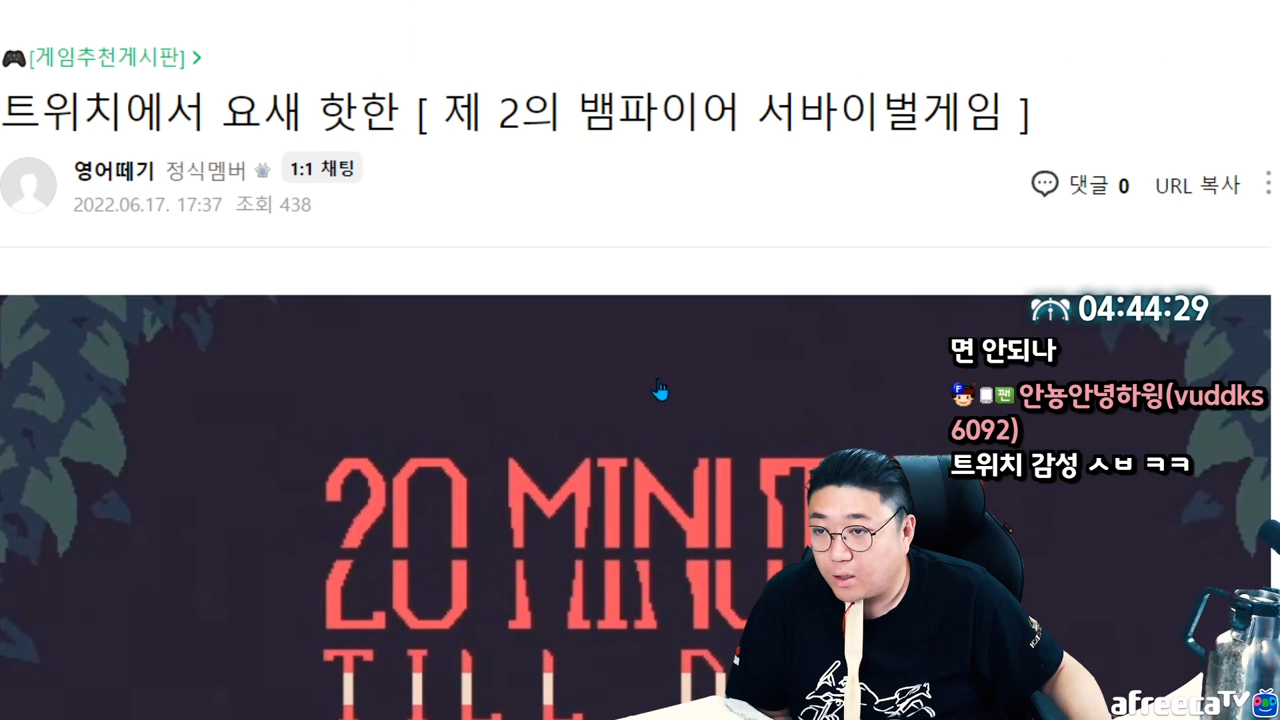 [게임추천게시판] >
트위치에서 요새 핫한 [ 제 2의 뱀파이어 서바이벌게임 ]
영어떼기 정식멤버 1:1 채팅
2022.06.17. 17:37 조회 438
댓글 0 URL 복사
04:44:29
면 안되나
F 팬 안뇽안녕하윙(vuddks
6092)
트위치 감성 ㅅㅂ ㅋㅋ
20 MINUT
TILL D
afreecaTV